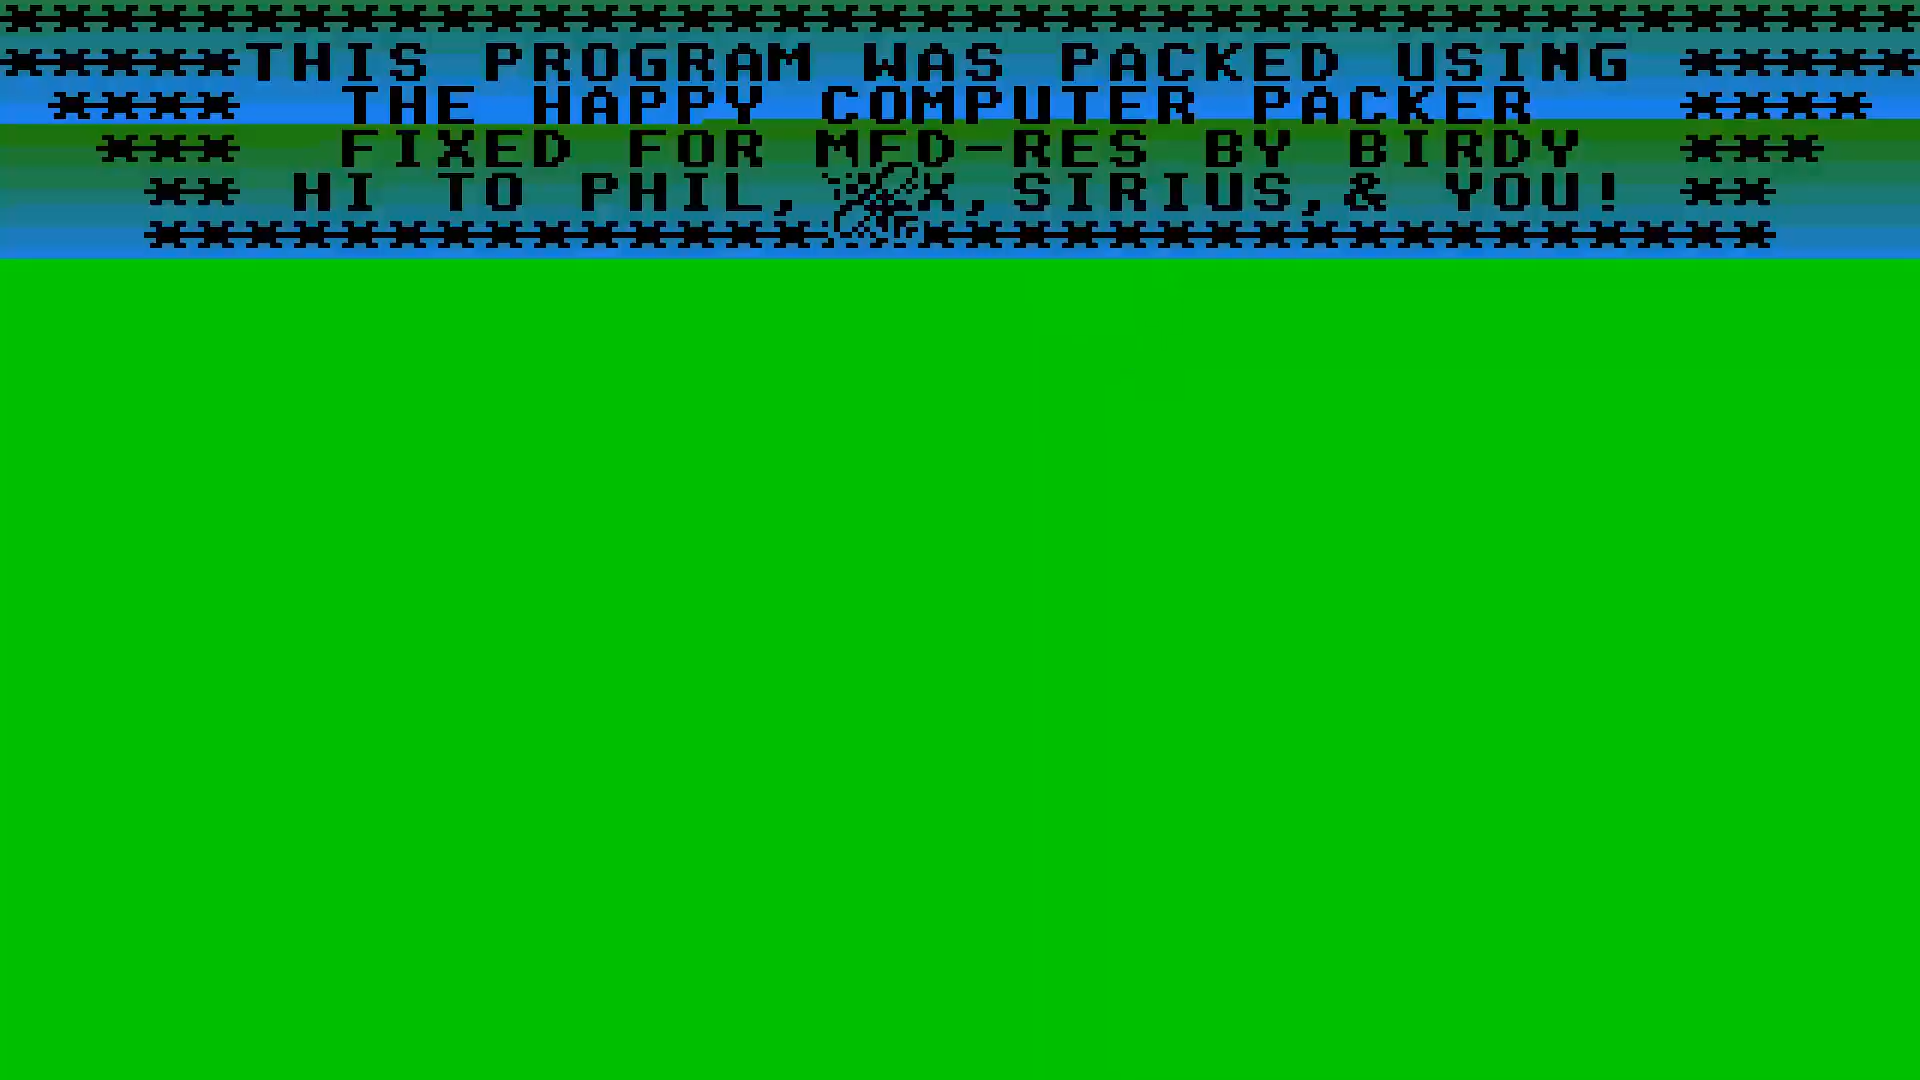 ****************************************
*****THIS PROGRAM WAS PACKED USING *****
**** THE HAPPY COMPUTER PACKER ****
*** FIXED FOR MED-RES BY BIRDY ***
** HI TO PHIL, SIRIUS,& YOU! **
**********************************